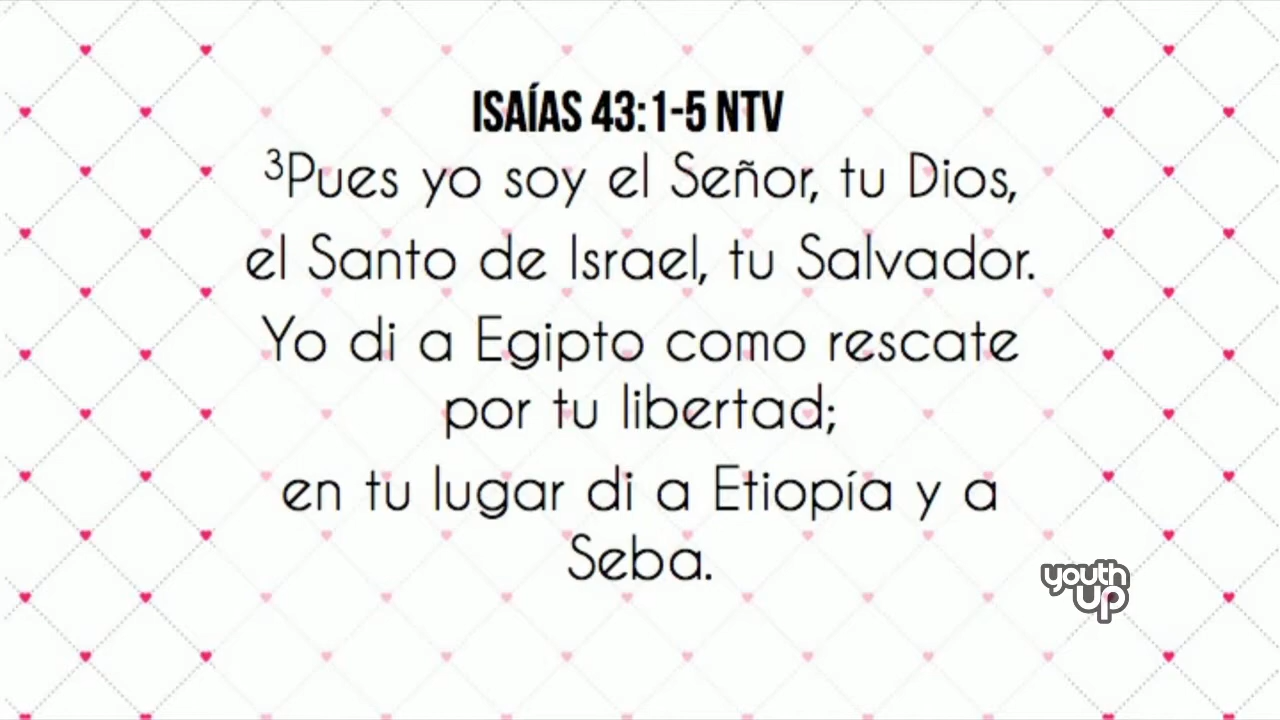 ISAÍAS 43:1-5 NTV
³Pues yo soy el Señor, tu Dios,
el Santo de Israel, tu Salvador.
Yo di a Egipto como rescate
por tu libertad;
en tu lugar di a Etiopía y a
Seba.
youth
up